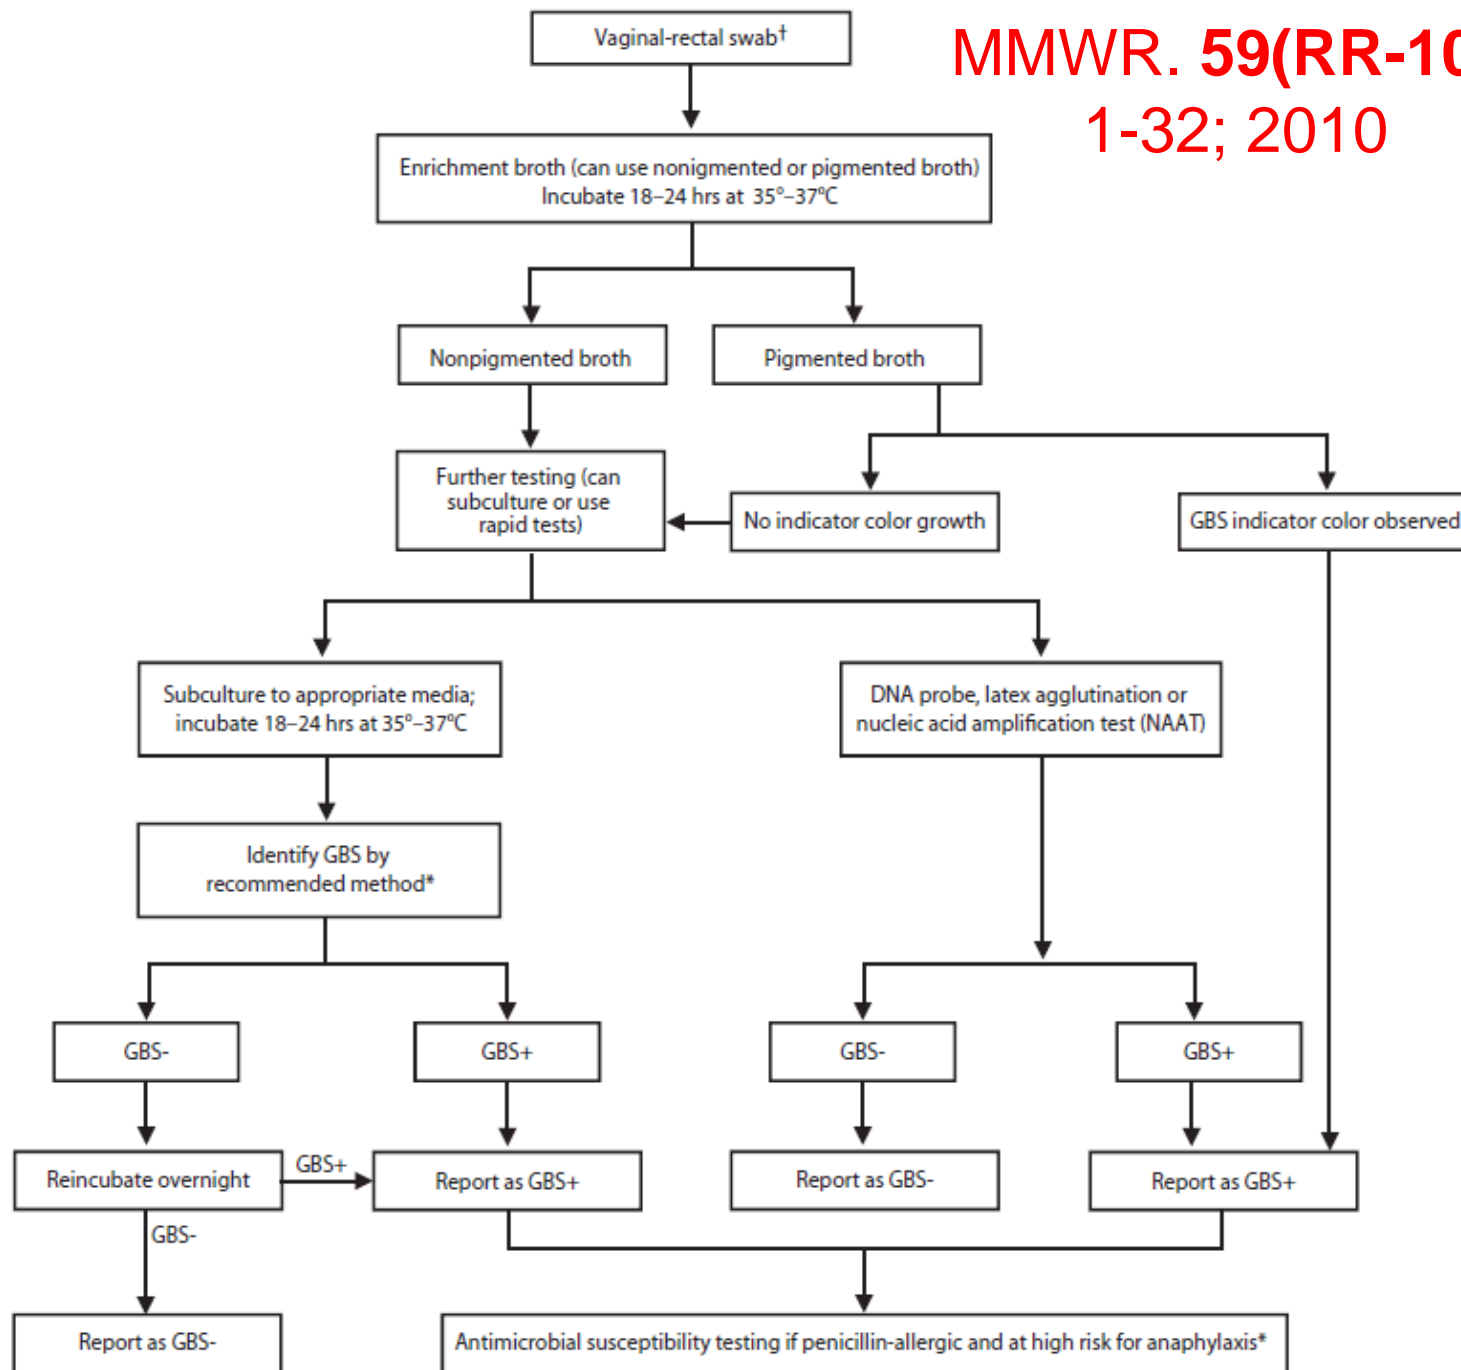 Vaginal-rectal swab†
MMWR. 59(RR-10
1-32; 2010
Enrichment broth (can use nonigmented or pigmented broth)
Incubate 18–24 hrs at 35°–37°C
Nonpigmented broth
Pigmented broth
Further testing (can
subculture or use
rapid tests)
No indicator color growth
GBS indicator color observed
Subculture to appropriate media;
incubate 18–24 hrs at 35°–37°C
DNA probe, latex agglutination or
nucleic acid amplification test (NAAT)
Identify GBS by
recommended method*
GBS-
GBS+
GBS-
GBS+
Reincubate overnight
GBS+
Report as GBS+
Report as GBS-
Report as GBS+
GBS-
Report as GBS-
Antimicrobial susceptibility testing if penicillin-allergic and at high risk for anaphylaxis*